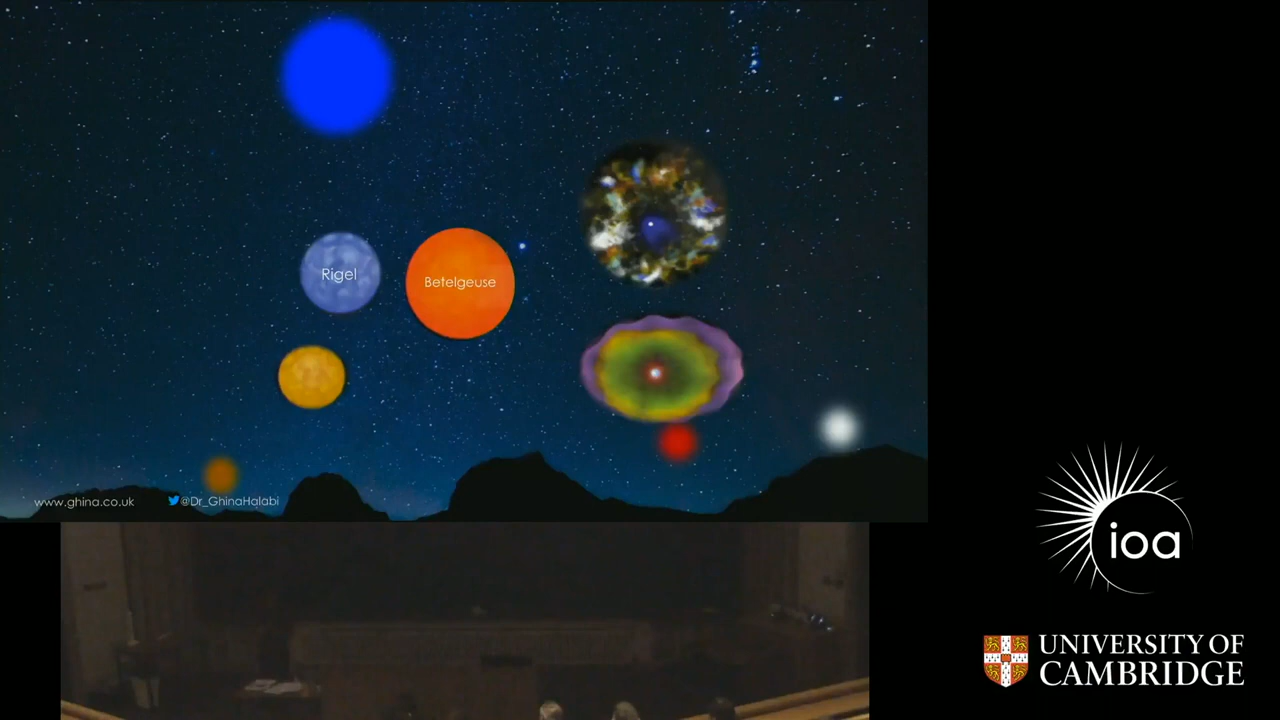 Rigel
Betelgeuse
www.ghina.co.uk
@Dr_GhinaHalabi
ioa
UNIVERSITY OF
CAMBRIDGE